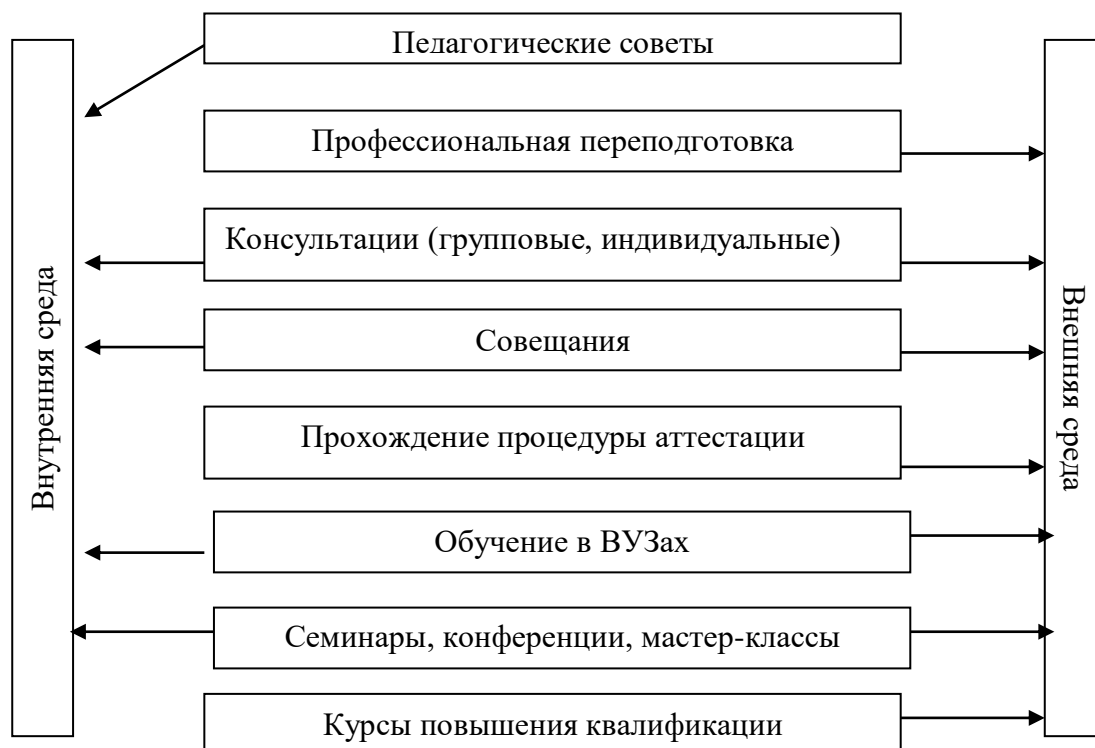 Педагогические советы
Профессиональная переподготовка
Консультации (групповые, индивидуальные)
Совещания
Прохождение процедуры аттестации
Обучение в ВУЗах
Семинары, конференции, мастер-классы
Курсы повышения квалификации
Внутренняя среда
Внешняя среда